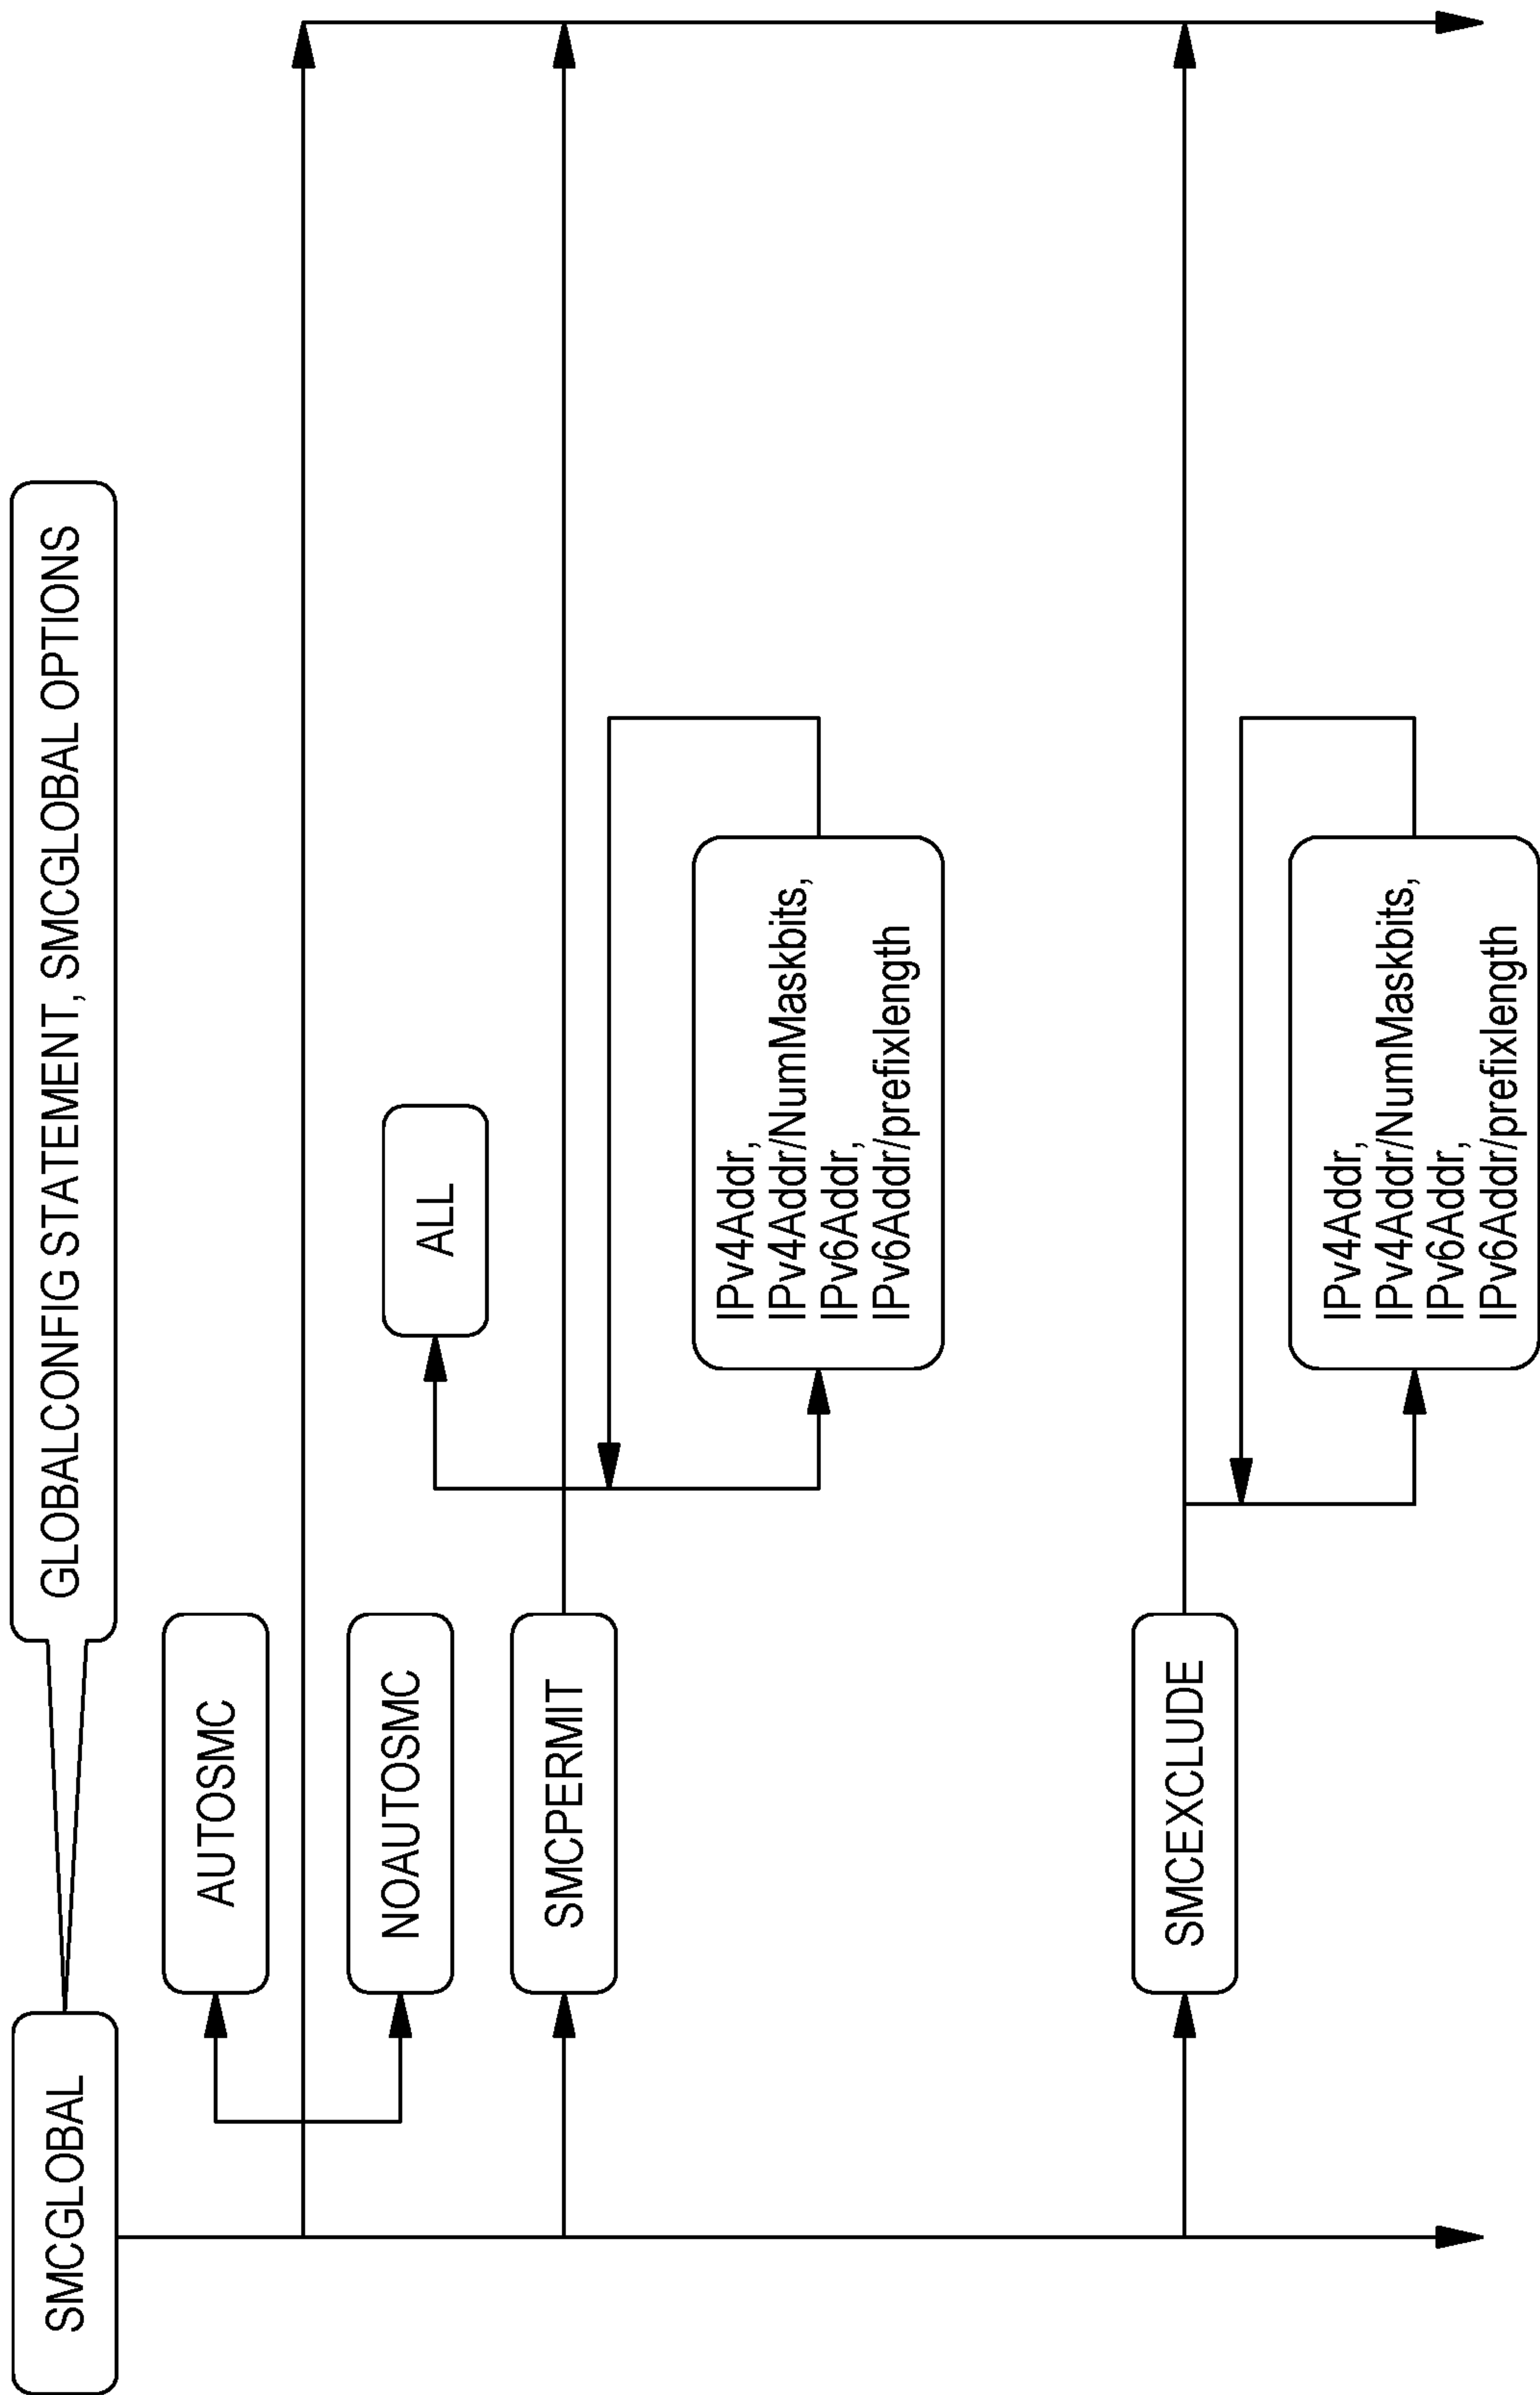 SMCGLOBAL
GLOBALCONFIG STATEMENT, SMCGLOBAL OPTIONS
AUTOSMC
NOAUTOSMC
ALL
SMCPERMIT
IPv4Addr,
IPv4Addr/NumMaskbits,
IPv6Addr,
IPv6Addr/prefixlength
SMCEXCLUDE
IPv4Addr,
IPv4Addr/NumMaskbits,
IPv6Addr,
IPv6Addr/prefixlength